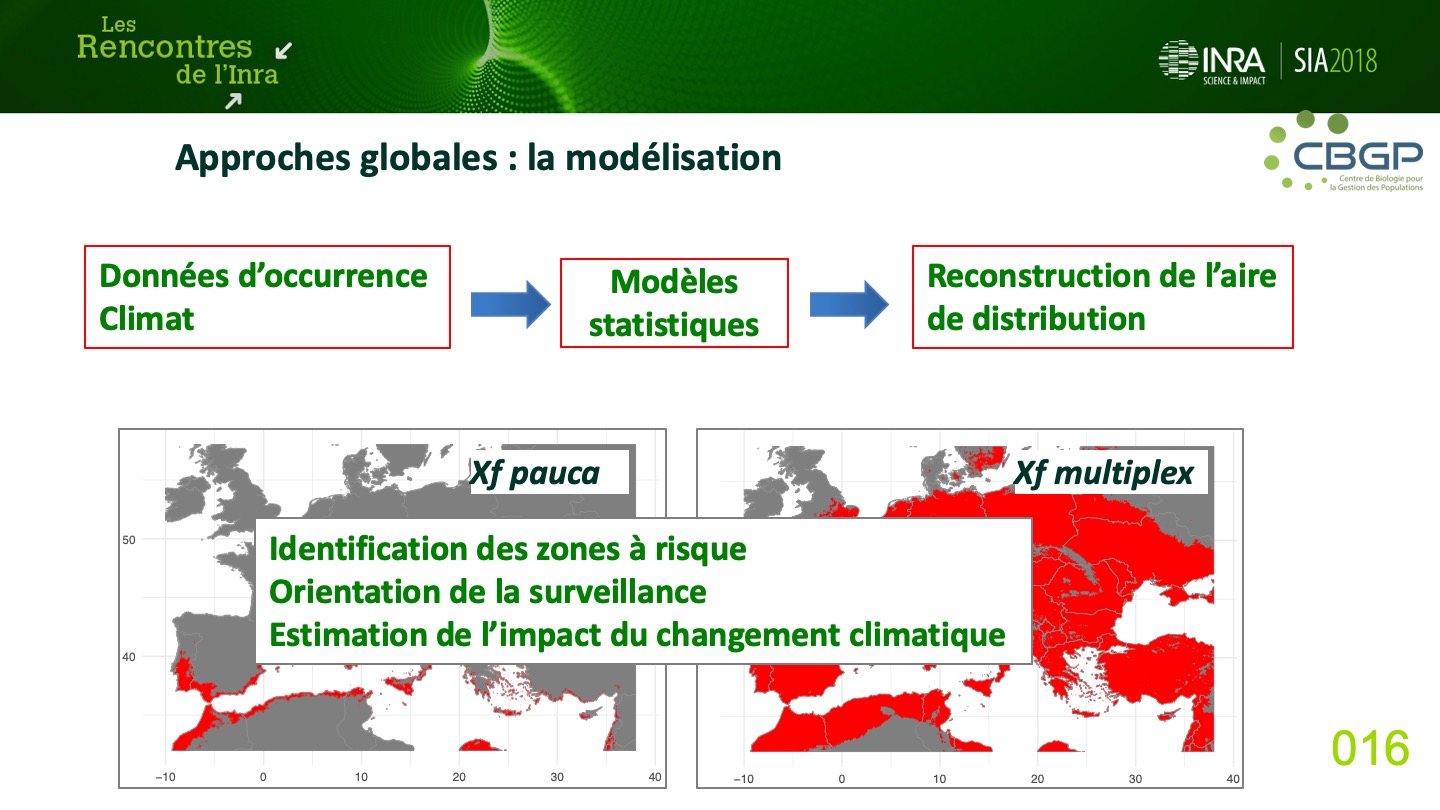 Les
Rencontres
de l'Inra
INRA
SCIENCE & IMPACT
SIA2018
CBGP
Centre de Biologie pour
la Gestion des Populations
Approches globales : la modélisation
Données d'occurrence
Climat
Modèles
statistiques
Reconstruction de l'aire
de distribution
Xf pauca
Xf multiplex
Identification des zones à risque
Orientation de la surveillance
Estimation de l'impact du changement climatique
50
40
−10 0 10 20 30 40
−10 0 10 20 30 40
016